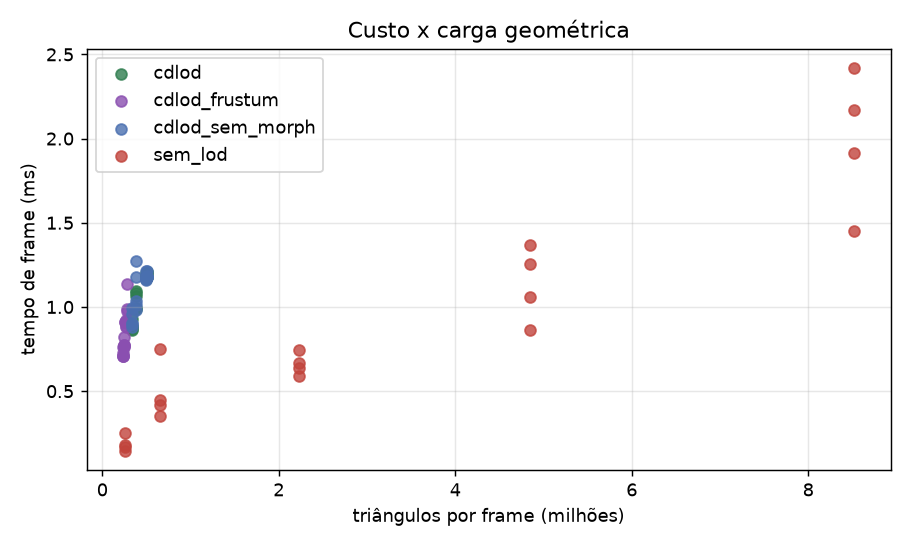 Custo x carga geométrica
cdlod
cdlod_frustum
cdlod_sem_morph
sem_lod
tempo de frame (ms)
2.5
2.0
1.5
1.0
0.5
0
2
4
6
8
triângulos por frame (milhões)